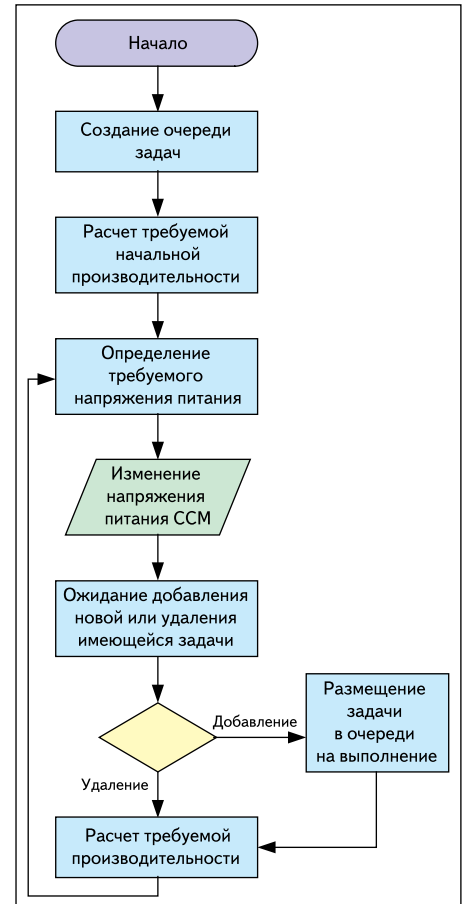 Начало
Создание очереди
задач
Расчет требуемой
начальной
производительности
Определение
требуемого
напряжения питания
Изменение
напряжения
питания ССМ
Ожидание добавления
новой или удаления
имеющейся задачи
Добавление
Размещение
задачи
в очереди
на выполнение
Удаление
Расчет требуемой
производительности